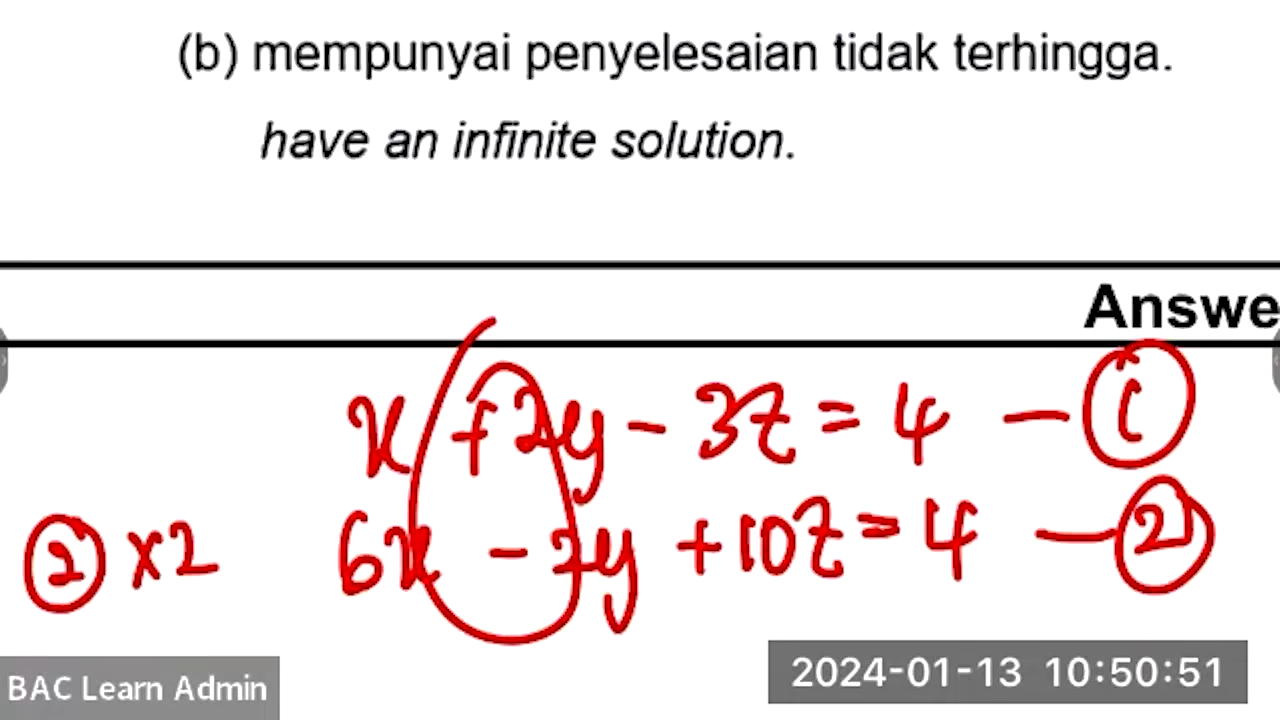 (b) mempunyai penyelesaian tidak terhingga.
have an infinite solution.
Answe
x + 2y - 3z = 4 — ①
② ×2 6x - 2y + 10z = 4 — ②
BAC Learn Admin
2024-01-13 10:50:51